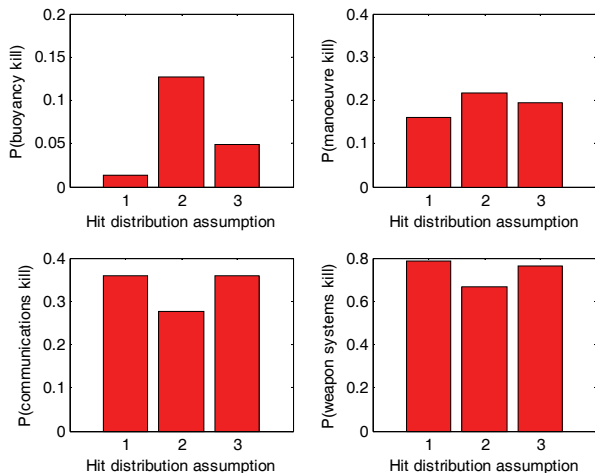 0.2
0.15
0.1
0.05
0
P(buoyancy kill)
1 2 3
Hit distribution assumption
0.4
0.3
0.2
0.1
0
P(manoeuvre kill)
1 2 3
Hit distribution assumption
0.4
0.3
0.1
0.1
0
P(communications kill)
1 2 3
Hit distribution assumption
0.8
0.6
0.4
0.2
0
P(weapon systems kill)
1 2 3
Hit distribution assumption